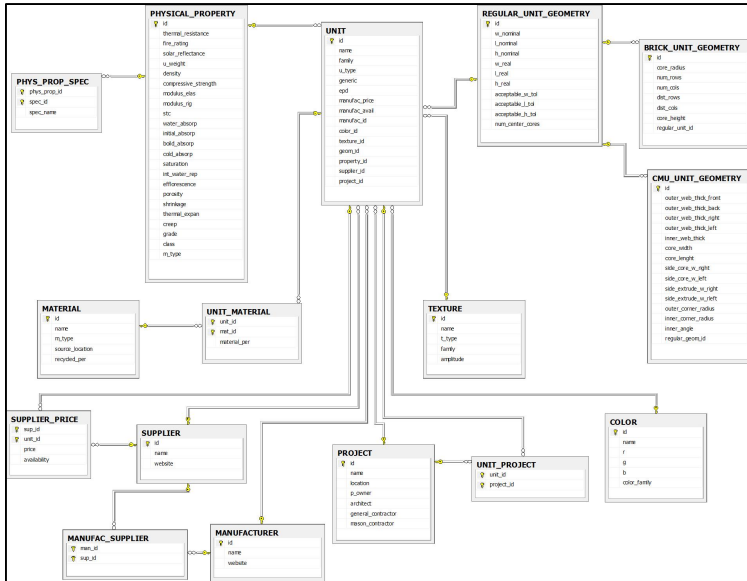 PHYSICAL_PROPERTY
id
thermal_resistance
fire_rating
solar_reflectance
u_weight
density
compressive_strength
modulus_elas
modulus_rig
stc
water_absorp
initial_absorp
boild_absorp
cold_absorp
saturation
int_water_rep
efflorescence
porosity
shrinkage
thermal_expan
creep
grade
class
m_type
PHYS_PROP_SPEC
phys_prop_id
spec_id
spec_name
UNIT
id
name
family
u_type
generic
epd
manufac_price
manufac_avail
manufac_id
color_id
texture_id
geom_id
property_id
suppier_id
project_id
REGULAR_UNIT_GEOMETRY
id
w_nominal
l_nominal
h_nominal
w_real
l_real
h_real
acceptable_w_tol
acceptable_l_tol
acceptable_h_tol
num_center_cores
BRICK_UNIT_GEOMETRY
id
core_radius
num_rows
num_cols
dist_rows
dist_cols
core_height
regular_unit_id
CMU_UNIT_GEOMETRY
id
outer_web_thick_front
outer_web_thick_back
outer_web_thick_right
outer_web_thick_left
inner_web_thick
core_width
core_lenght
side_core_w_right
side_core_w_left
side_extrude_w_right
side_extrude_w_rleft
outer_corner_radius
inner_corner_radius
inner_angle
regular_geom_id
MATERIAL
id
name
m_type
source_location
recycled_per
UNIT_MATERIAL
unit_id
mat_id
material_per
TEXTURE
id
name
t_type
family
amplitude
SUPPLIER_PRICE
sup_id
unit_id
price
availability
SUPPLIER
id
name
website
PROJECT
id
name
location
p_owner
architect
general_contractor
mason_contractor
UNIT_PROJECT
unit_id
project_id
COLOR
id
name
r
g
b
color_family
MANUFAC_SUPPLIER
man_id
sup_id
MANUFACTURER
id
name
website